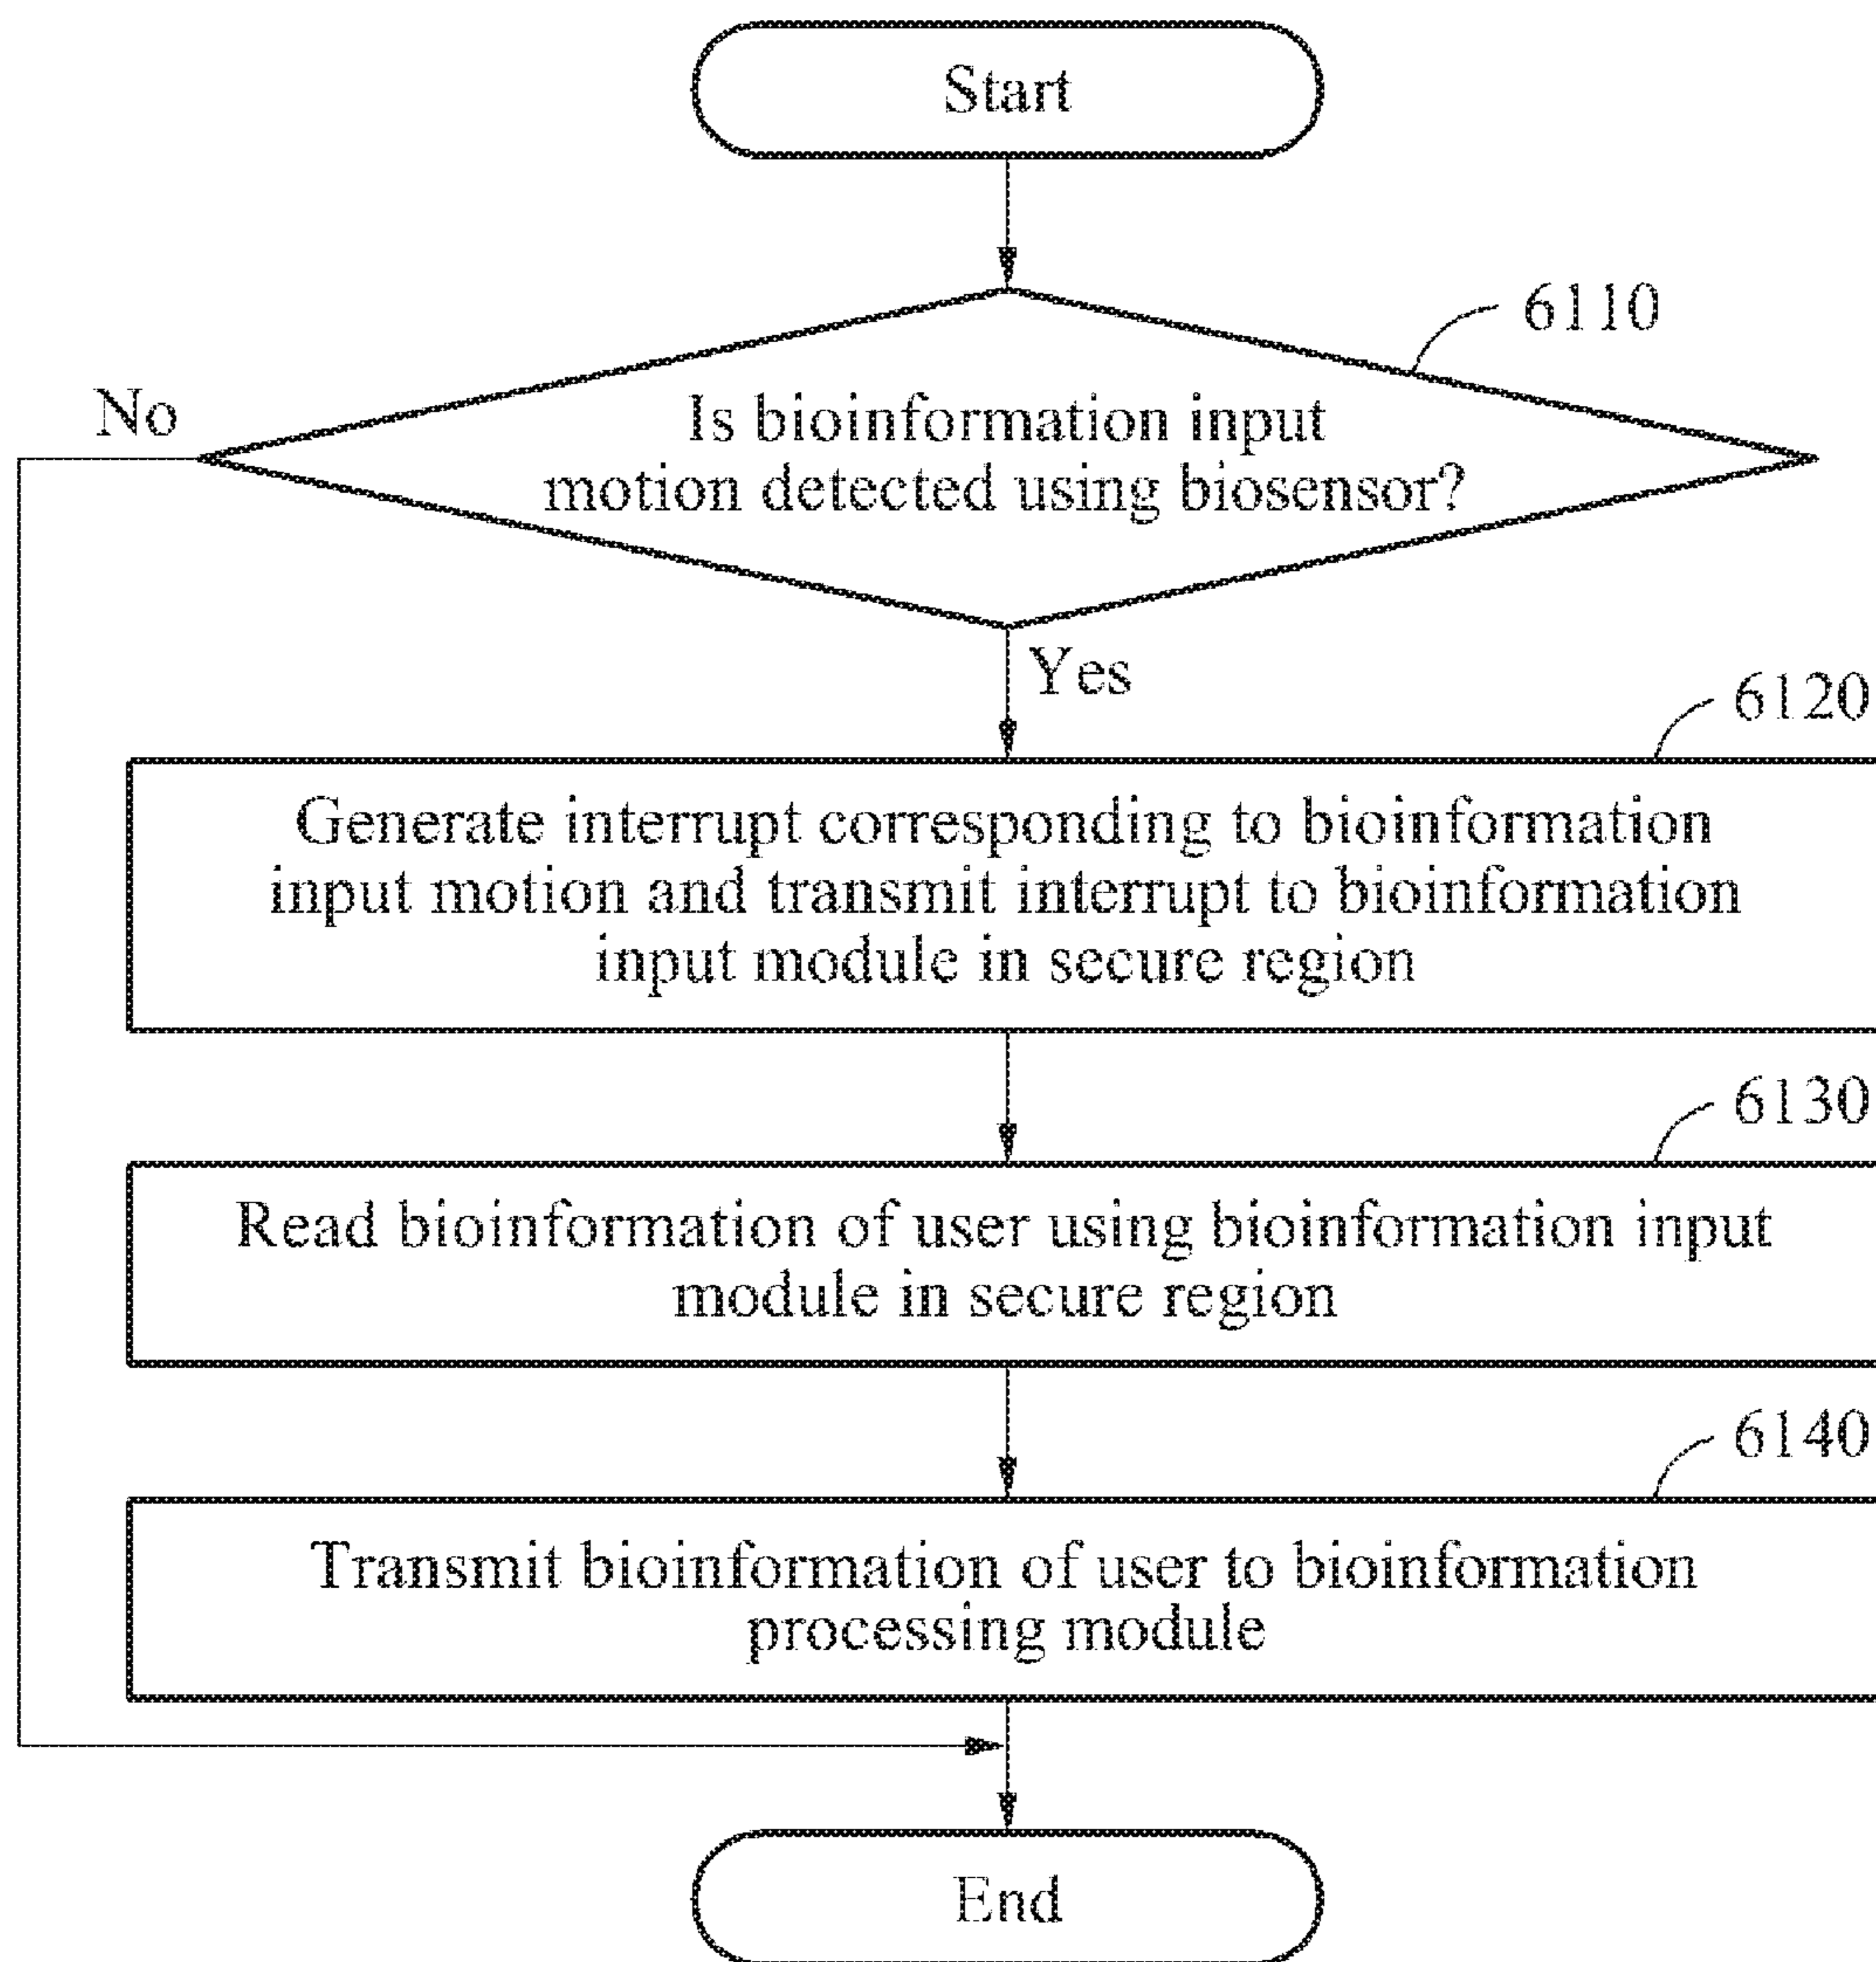 Start
6110
No
Is bioinformation input
motion detected using biosensor?
Yes
6120
Generate interrupt corresponding to bioinformation
input motion and transmit interrupt to bioinformation
input module in secure region
6130
Read bioinformation of user using bioinformation input
module in secure region
6140
Transmit bioinformation of user to bioinformation
processing module
End